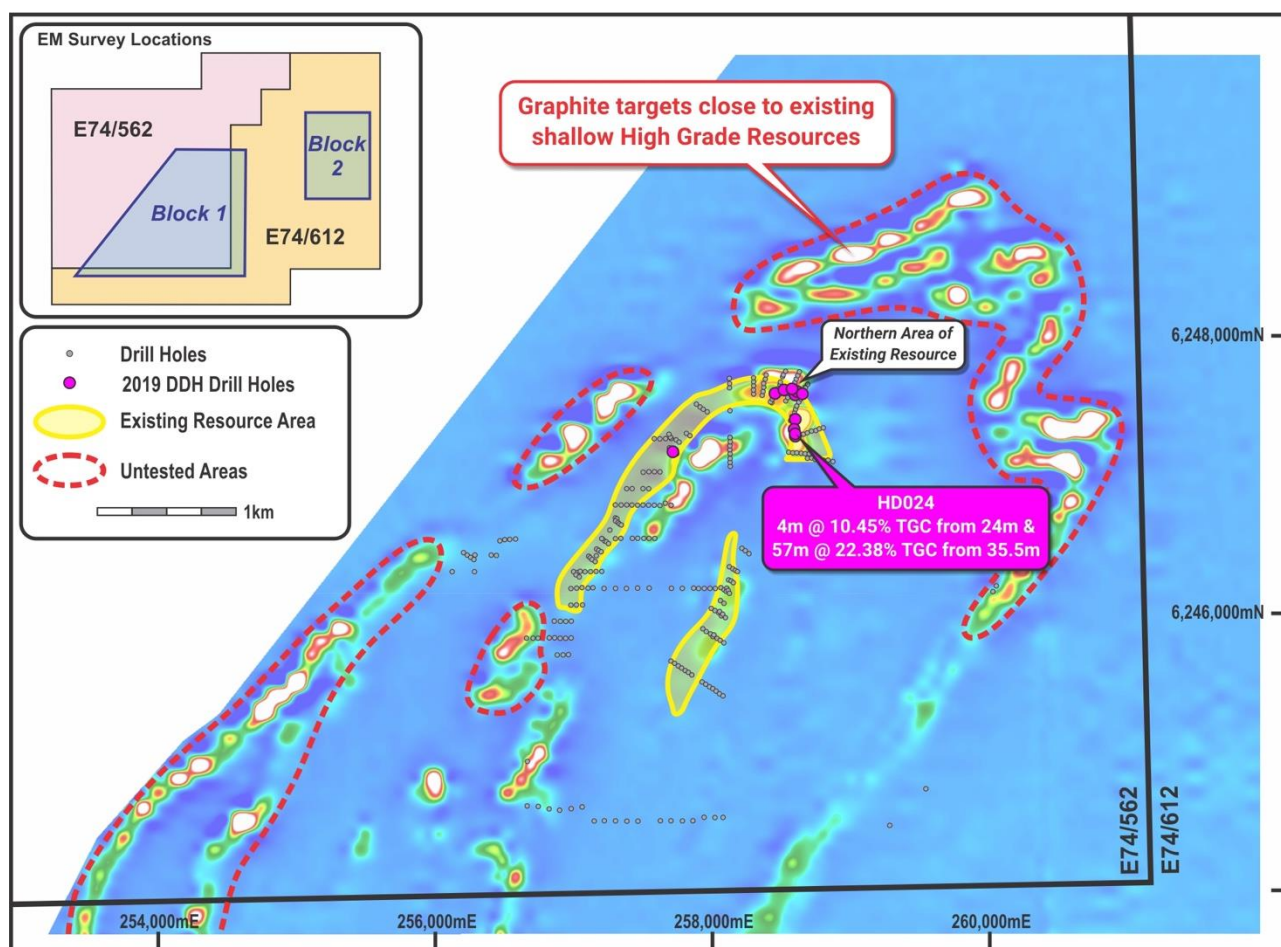 EM Survey Locations
E74/562
Block 1
Block
2
E74/612
Drill Holes
2019 DDH Drill Holes
Existing Resource Area
Untested Areas
1km
Graphite targets close to existing
shallow High Grade Resources
Northern Area of
Existing Resource
HD024
4m @ 10.45% TGC from 24m &
57m @ 22.38% TGC from 35.5m
6,248,000mN
6,246,000mN
E74/562
E74/612
254,000mE
256,000mE
258,000mE
260,000mE